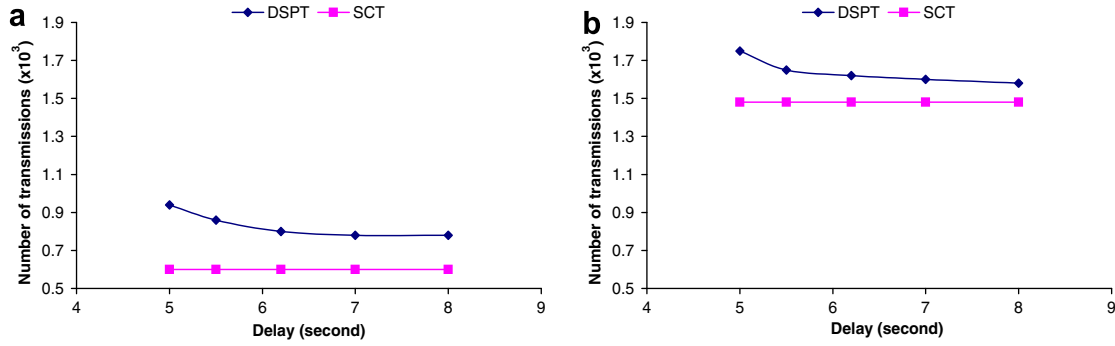 a
DSPT SCT
Number of transmissions (x10³)
1.9
1.7
1.5
1.3
1.1
0.9
0.7
0.5
4 5 6 7 8 9
Delay (second)
b
DSPT SCT
Number of transmissions (x10³)
1.9
1.7
1.5
1.3
1.1
0.9
0.7
0.5
4 5 6 7 8 9
Delay (second)